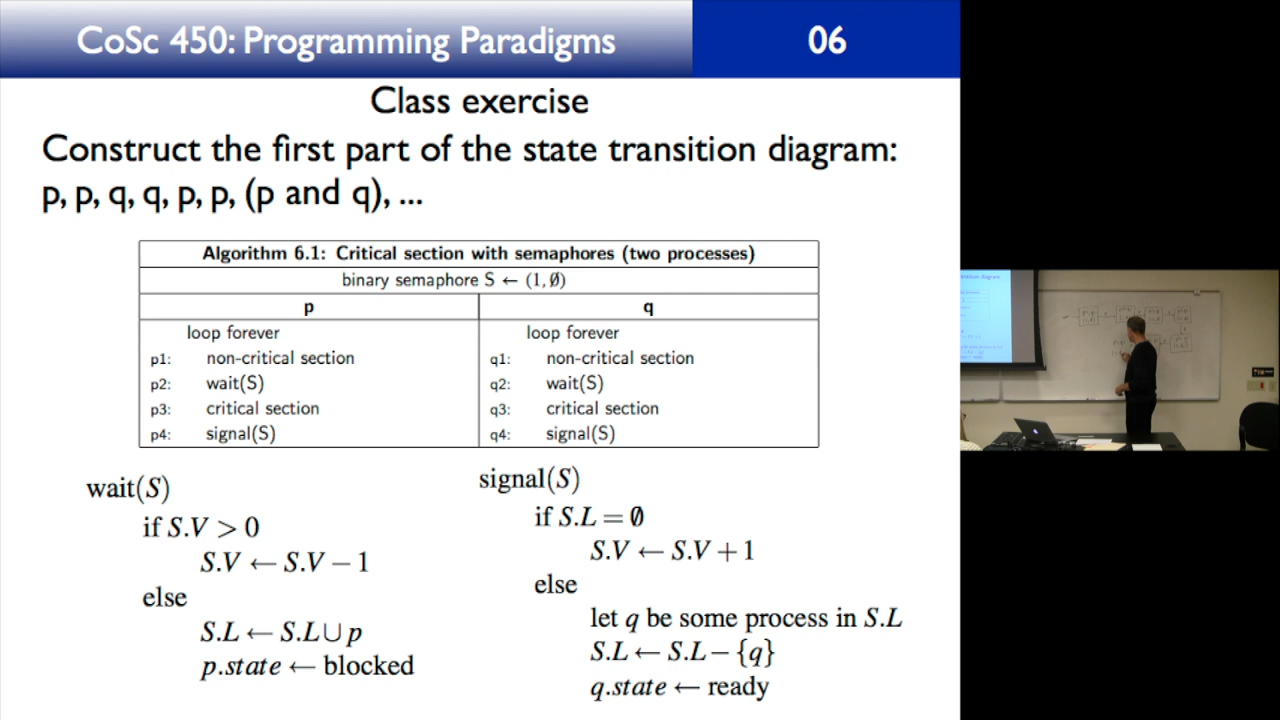 CoSc 450: Programming Paradigms
06
Class exercise
Construct the first part of the state transition diagram:
p, p, q, q, p, p, (p and q), ...
Algorithm 6.1: Critical section with semaphores (two processes)
binary semaphore S ← (1, ∅)
p
q
loop forever
loop forever
p1: non-critical section
q1: non-critical section
p2: wait(S)
q2: wait(S)
p3: critical section
q3: critical section
p4: signal(S)
q4: signal(S)
wait(S)
if S.V > 0
S.V ← S.V − 1
else
S.L ← S.L ∪ p
p.state ← blocked
signal(S)
if S.L = ∅
S.V ← S.V + 1
else
let q be some process in S.L
S.L ← S.L − {q}
q.state ← ready